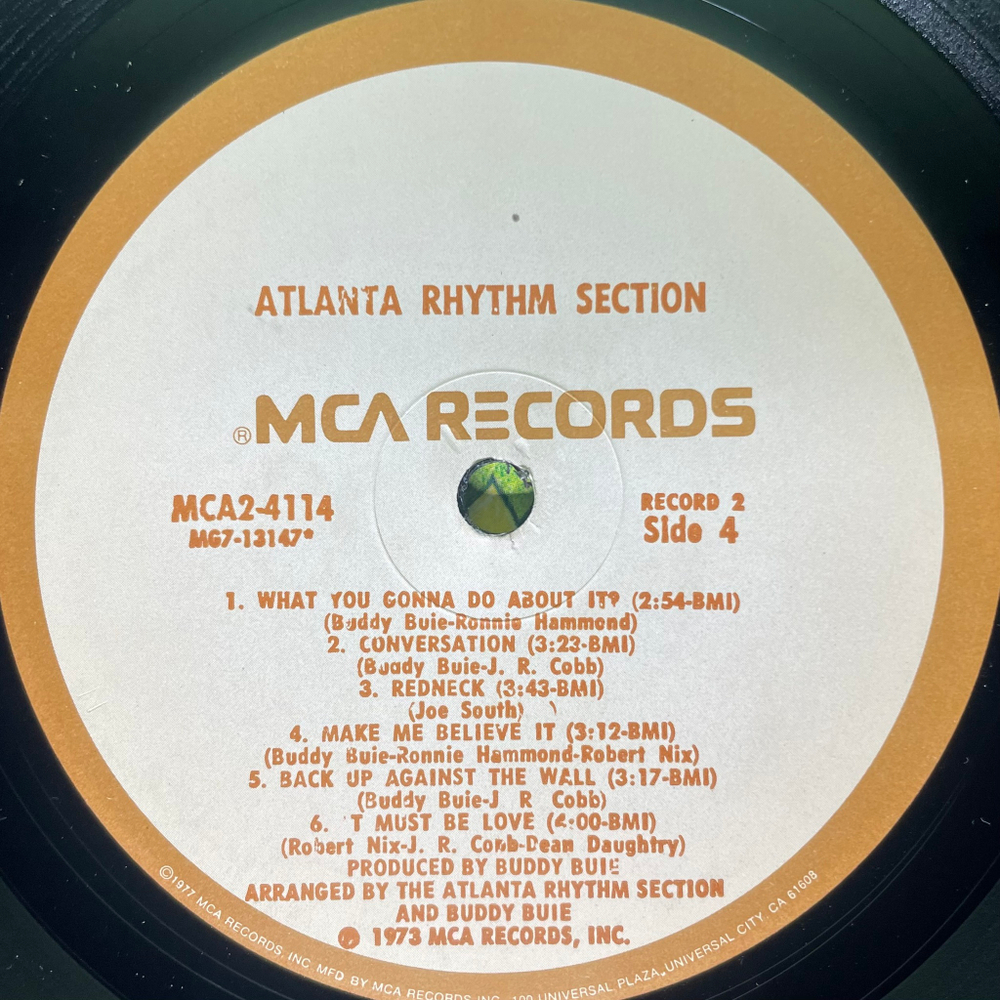 ATLANTA RHYTHM SECTION
®MCA RECORDS
MCA2-4114
MG7-13147*
RECORD 2
Side 4
1. WHAT YOU GONNA DO ABOUT IT? (2:54-BMI)
(Buddy Buie-Ronnie Hammond)
2. CONVERSATION (3:23-BMI)
(Buddy Buie-J. R. Cobb)
3. REDNECK (3:43-BMI)
(Joe South)
4. MAKE ME BELIEVE IT (3:12-BMI)
(Buddy Buie-Ronnie Hammond-Robert Nix)
5. BACK UP AGAINST THE WALL (3:17-BMI)
(Buddy Buie-J R Cobb)
6. 'T MUST BE LOVE (4:00-BMI)
(Robert Nix-J. R. Cobb-Dean Daughtry)
PRODUCED BY BUDDY BUIE
ARRANGED BY THE ATLANTA RHYTHM SECTION
AND BUDDY BUIE
℗ 1973 MCA RECORDS, INC.
©1977 MCA RECORDS, INC. MFD BY MCA RECORDS INC., 100 UNIVERSAL PLAZA, UNIVERSAL CITY, CA 61608